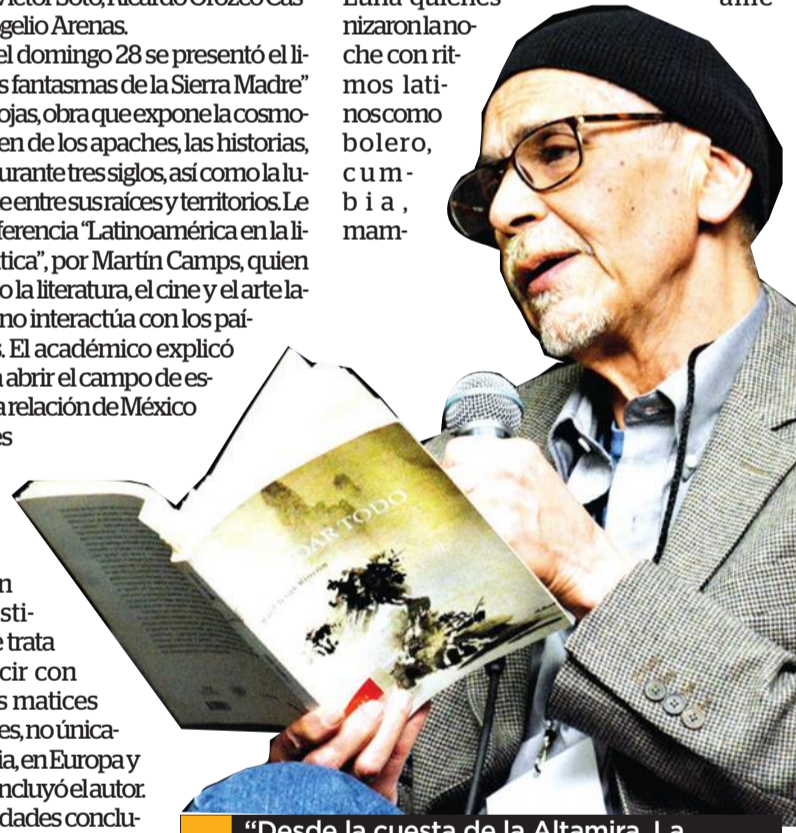 Víctor Soto, Ricardo Orozco Cas-
ogelio Arenas.
el domingo 28 se presentó el li-
s fantasmas de la Sierra Madre"
ojas, obra que expone la cosmo-
en de los apaches, las historias,
urante tres siglos, así como la lu-
e entre sus raíces y territorios. Le
ferencia "Latinoamérica en la li-
tica", por Martín Camps, quien
o la literatura, el cine y el arte la-
no interactúa con los paí-
s. El académico explicó
a abrir el campo de es-
a relación de México
es
n
sti-
e trata
cir con
s matices
es, no única-
ia, en Europa y
ncluyó el autor.
dades conclu-
quienes
nizaron la no-
che con rit-
mos lati-
nos como
bolero,
cum-
bia,
mam-
DAR TODO
"Desde la cuesta de la Altamira. La